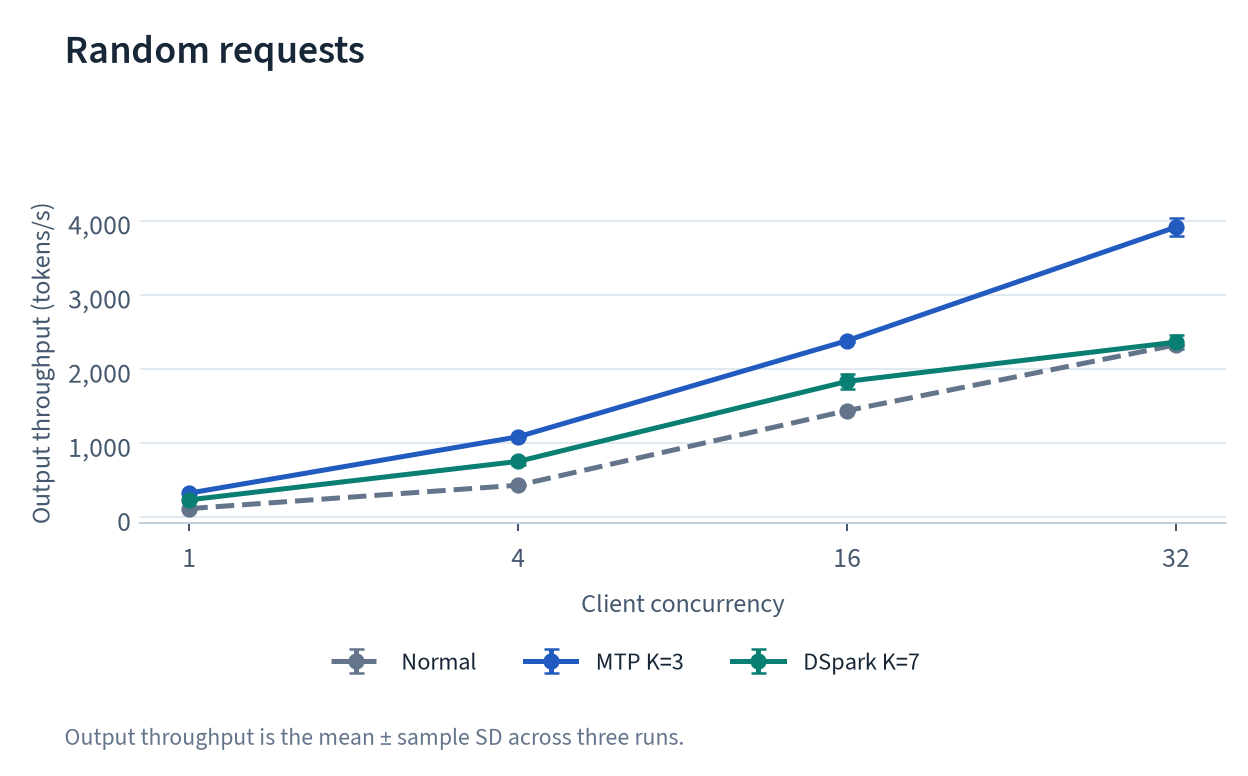 Random requests
Output throughput (tokens/s)
4,000
3,000
2,000
1,000
0
1 4 16 32
Client concurrency
Normal MTP K=3 DSpark K=7
Output throughput is the mean ± sample SD across three runs.